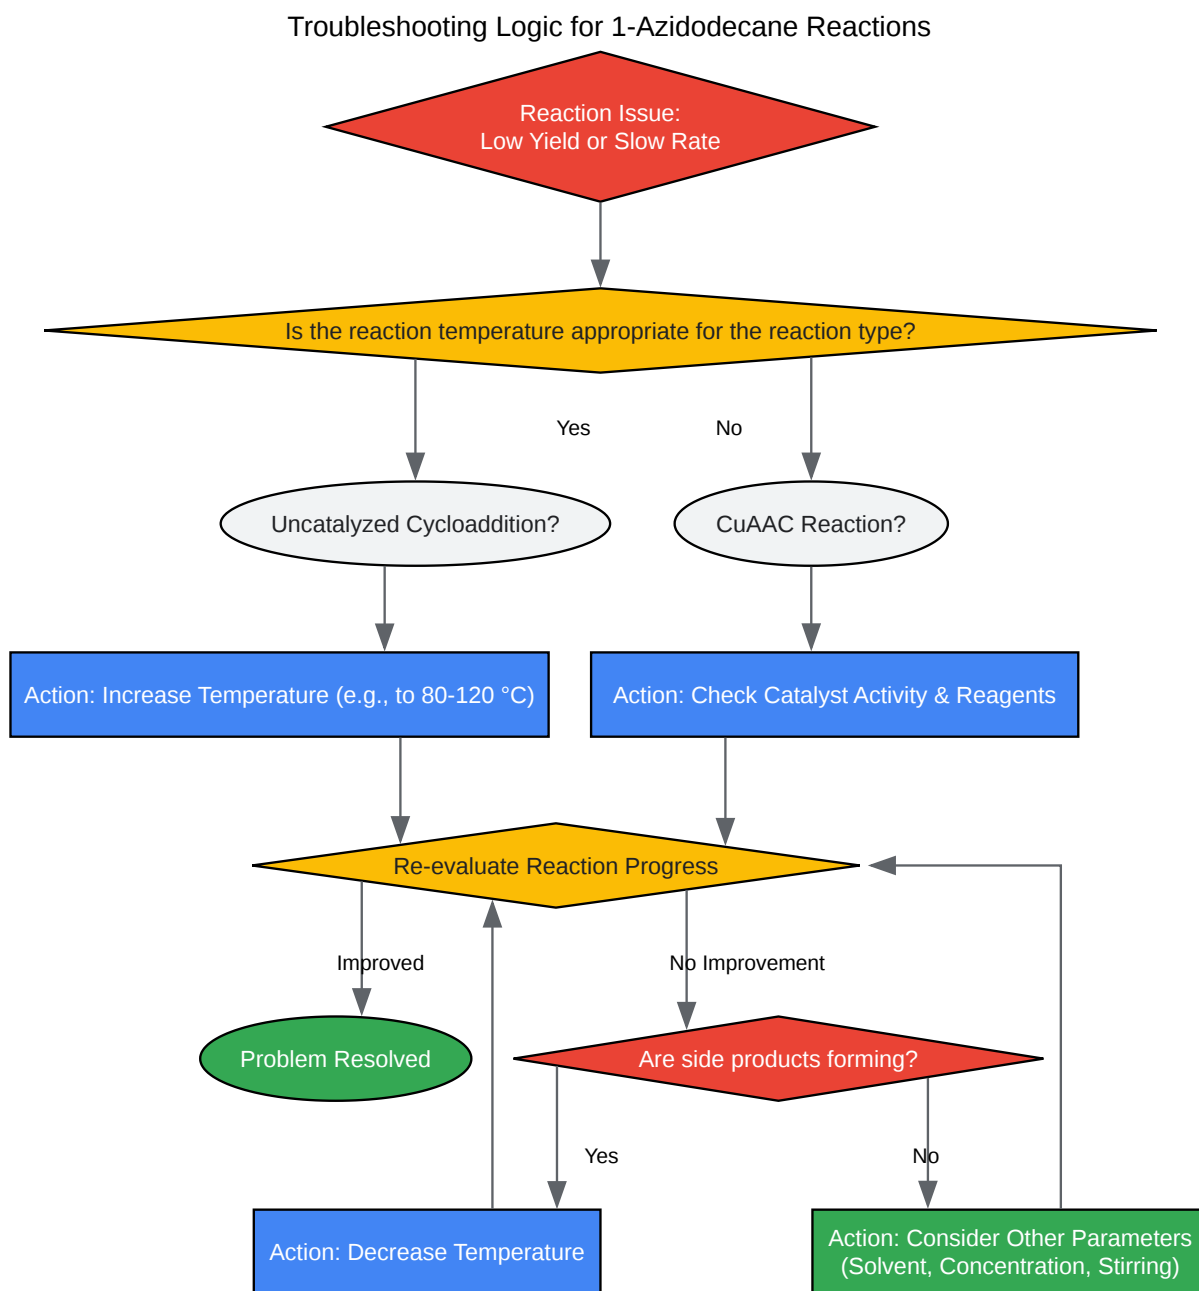 Troubleshooting Logic for 1-Azidodecane Reactions
Reaction Issue:
Low Yield or Slow Rate
Is the reaction temperature appropriate for the reaction type?
Yes
No
Uncatalyzed Cycloaddition?
CuAAC Reaction?
Action: Increase Temperature (e.g., to 80-120 °C)
Action: Check Catalyst Activity & Reagents
Re-evaluate Reaction Progress
Improved
No Improvement
Problem Resolved
Are side products forming?
Yes
No
Action: Decrease Temperature
Action: Consider Other Parameters
(Solvent, Concentration, Stirring)